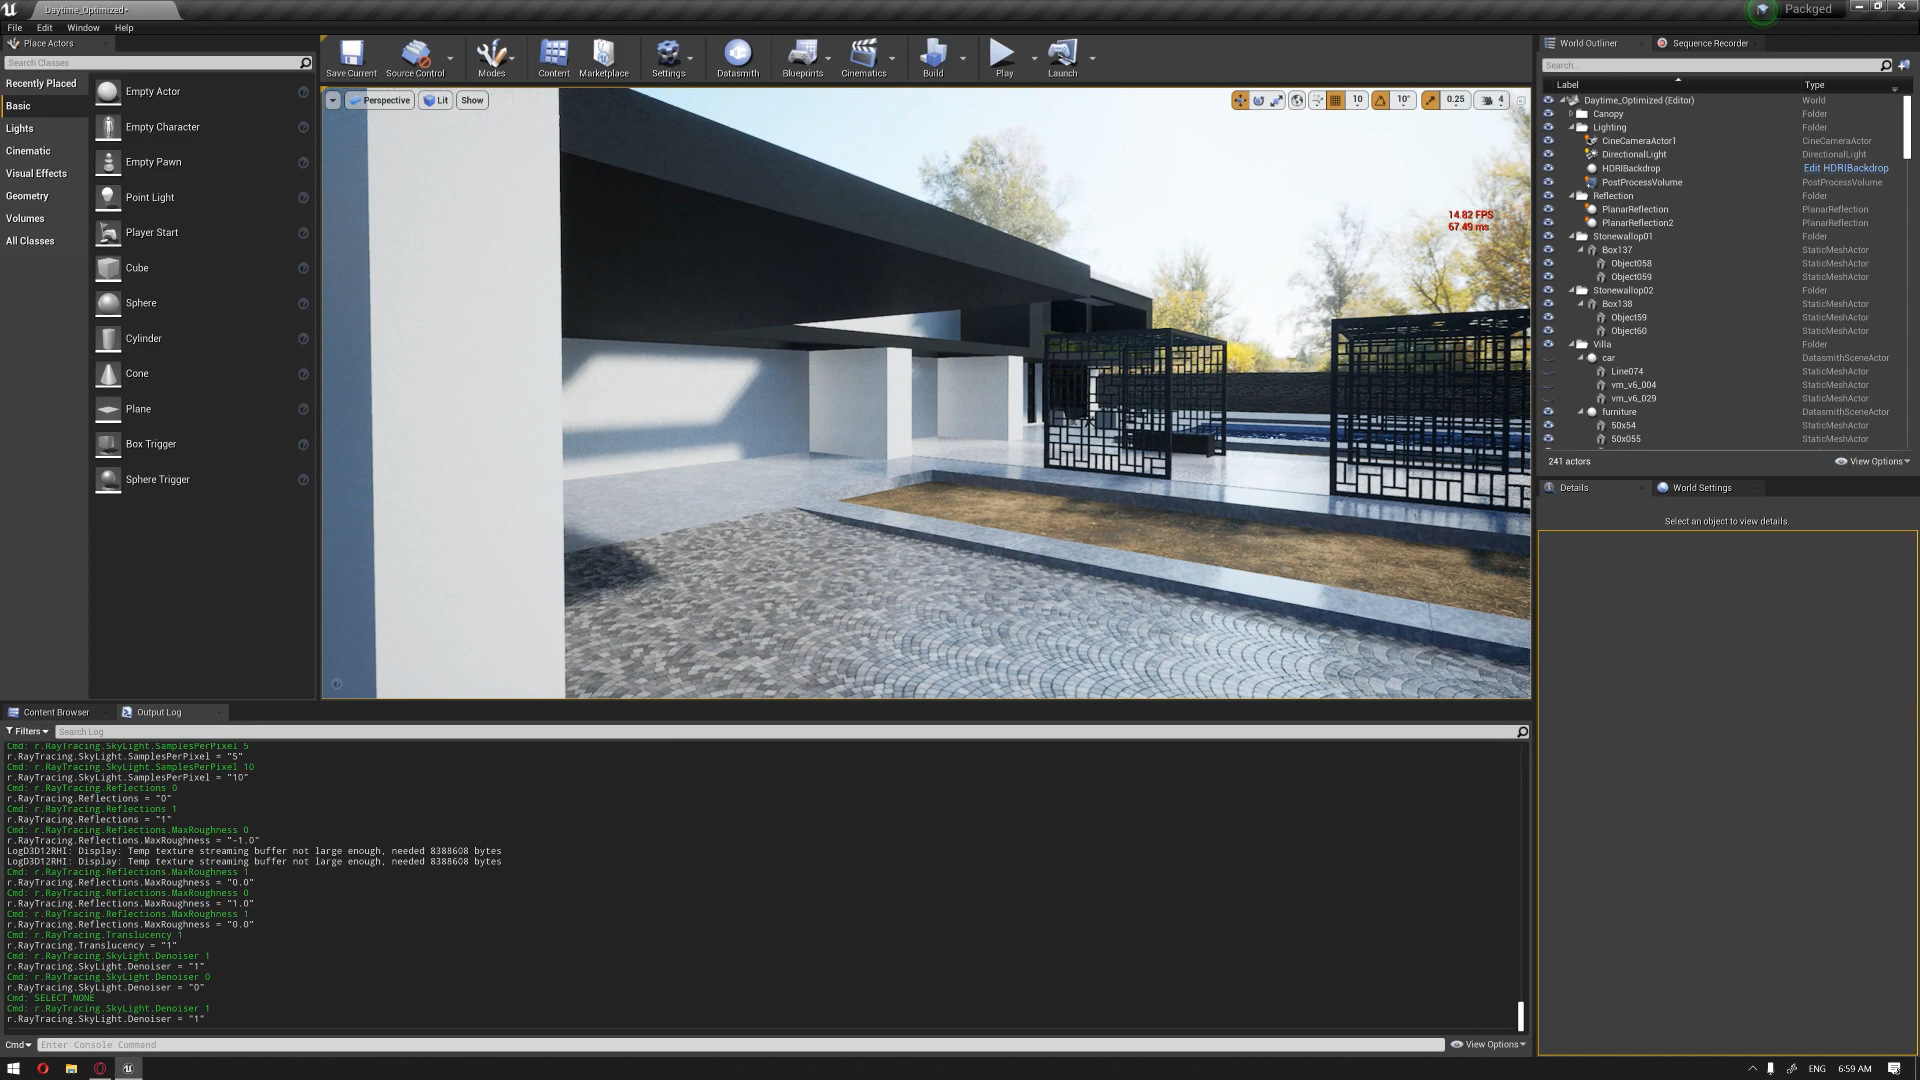 Daytime_Optimized•
Packged
File Edit Window Help
Place Actors
Search Classes
Recently Placed
Basic
Lights
Cinematic
Visual Effects
Geometry
Volumes
All Classes
Empty Actor
Empty Character
Empty Pawn
Point Light
Player Start
Cube
Sphere
Cylinder
Cone
Plane
Box Trigger
Sphere Trigger
Save Current Source Control Modes Content Marketplace Settings Datasmith Blueprints Cinematics Build Play Launch
Perspective Lit Show
10 10° 0.25 4
14.82 FPS
67.49 ms
World Outliner Sequence Recorder
Search...
Label Type
Daytime_Optimized (Editor) World
Canopy Folder
Lighting Folder
CineCameraActor1 CineCameraActor
DirectionalLight DirectionalLight
HDRIBackdrop Edit HDRIBackdrop
PostProcessVolume PostProcessVolume
Reflection Folder
PlanarReflection PlanarReflection
PlanarReflection2 PlanarReflection
Stonewallop01 Folder
Box137 StaticMeshActor
Object058 StaticMeshActor
Object059 StaticMeshActor
Stonewallop02 Folder
Box138 StaticMeshActor
Object59 StaticMeshActor
Object60 StaticMeshActor
Villa Folder
car DatasmithSceneActor
Line074 StaticMeshActor
vm_v6_004 StaticMeshActor
vm_v6_029 StaticMeshActor
furniture DatasmithSceneActor
50x54 StaticMeshActor
50x055 StaticMeshActor
241 actors View Options
Details World Settings
Select an object to view details.
Content Browser Output Log
Filters Search Log
Cmd: r.RayTracing.SkyLight.SamplesPerPixel 5
r.RayTracing.SkyLight.SamplesPerPixel = "5"
Cmd: r.RayTracing.SkyLight.SamplesPerPixel 10
r.RayTracing.SkyLight.SamplesPerPixel = "10"
Cmd: r.RayTracing.Reflections 0
r.RayTracing.Reflections = "0"
Cmd: r.RayTracing.Reflections 1
r.RayTracing.Reflections = "1"
Cmd: r.RayTracing.Reflections.MaxRoughness 0
r.RayTracing.Reflections.MaxRoughness = "-1.0"
LogD3D12RHI: Display: Temp texture streaming buffer not large enough, needed 8388608 bytes
LogD3D12RHI: Display: Temp texture streaming buffer not large enough, needed 8388608 bytes
Cmd: r.RayTracing.Reflections.MaxRoughness 1
r.RayTracing.Reflections.MaxRoughness = "0.0"
Cmd: r.RayTracing.Reflections.MaxRoughness 0
r.RayTracing.Reflections.MaxRoughness = "1.0"
Cmd: r.RayTracing.Reflections.MaxRoughness 1
r.RayTracing.Reflections.MaxRoughness = "0.0"
Cmd: r.RayTracing.Translucency 1
r.RayTracing.Translucency = "1"
Cmd: r.RayTracing.SkyLight.Denoiser 1
r.RayTracing.SkyLight.Denoiser = "1"
Cmd: r.RayTracing.SkyLight.Denoiser 0
r.RayTracing.SkyLight.Denoiser = "0"
Cmd: SELECT NONE
Cmd: r.RayTracing.SkyLight.Denoiser 1
r.RayTracing.SkyLight.Denoiser = "1"
Cmd Enter Console Command View Options
ENG 6:59 AM